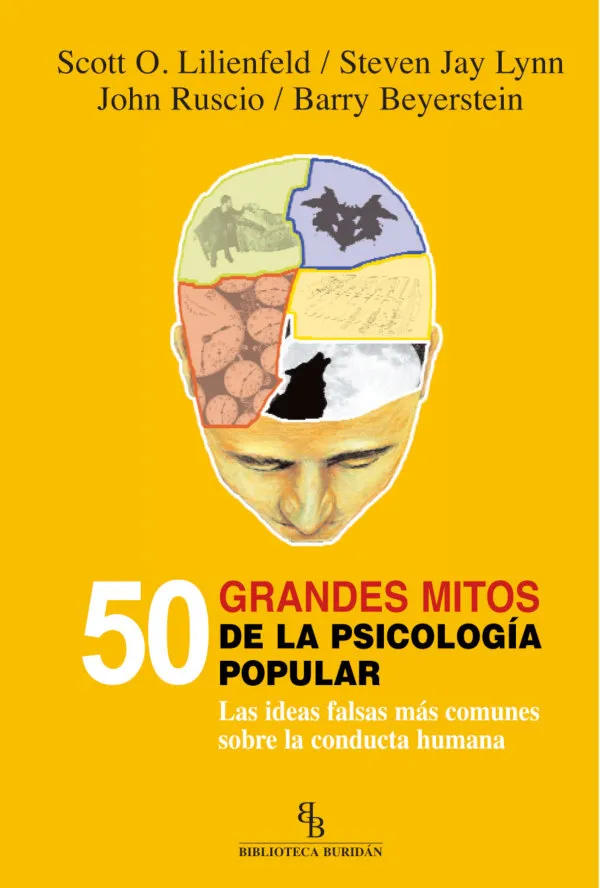 Scott O. Lilienfeld / Steven Jay Lynn
John Ruscio / Barry Beyerstein
50 GRANDES MITOS
DE LA PSICOLOGÍA
POPULAR
Las ideas falsas más comunes
sobre la conducta humana
BB
BIBLIOTECA BURIDÁN